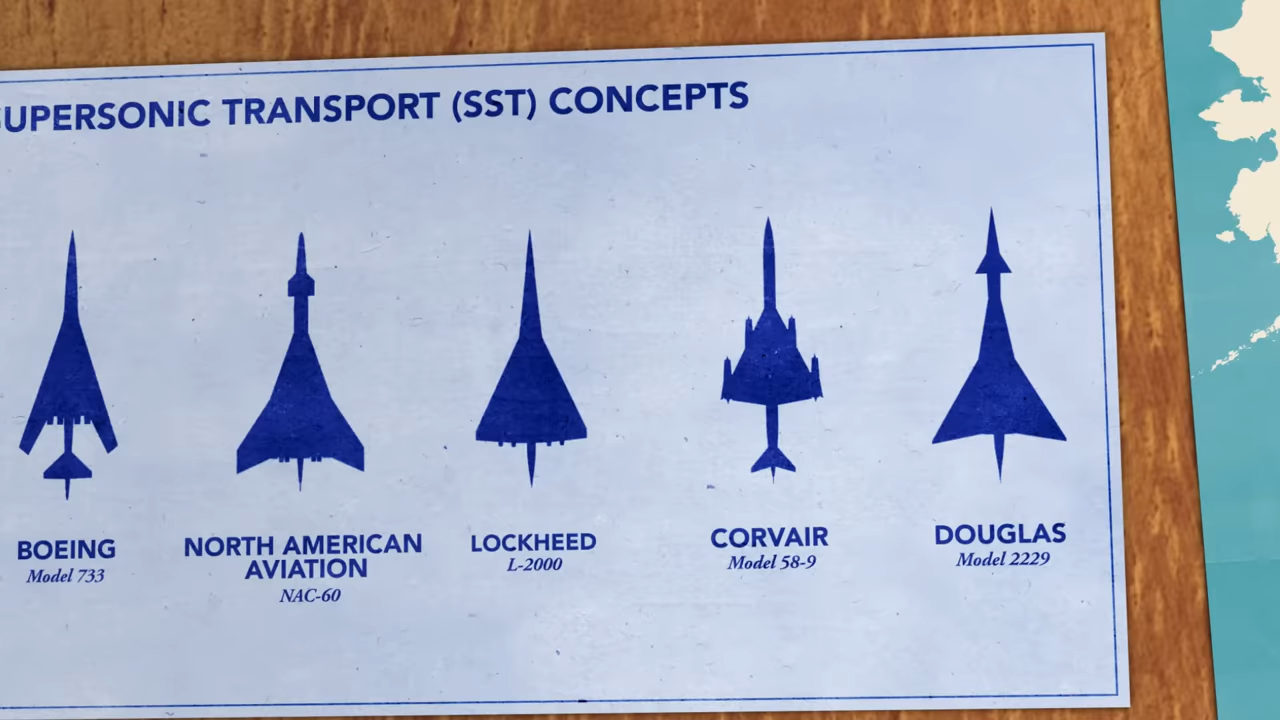 SUPERSONIC TRANSPORT (SST) CONCEPTS
BOEING
Model 733
NORTH AMERICAN
AVIATION
NAC-60
LOCKHEED
L-2000
CORVAIR
Model 58-9
DOUGLAS
Model 2229